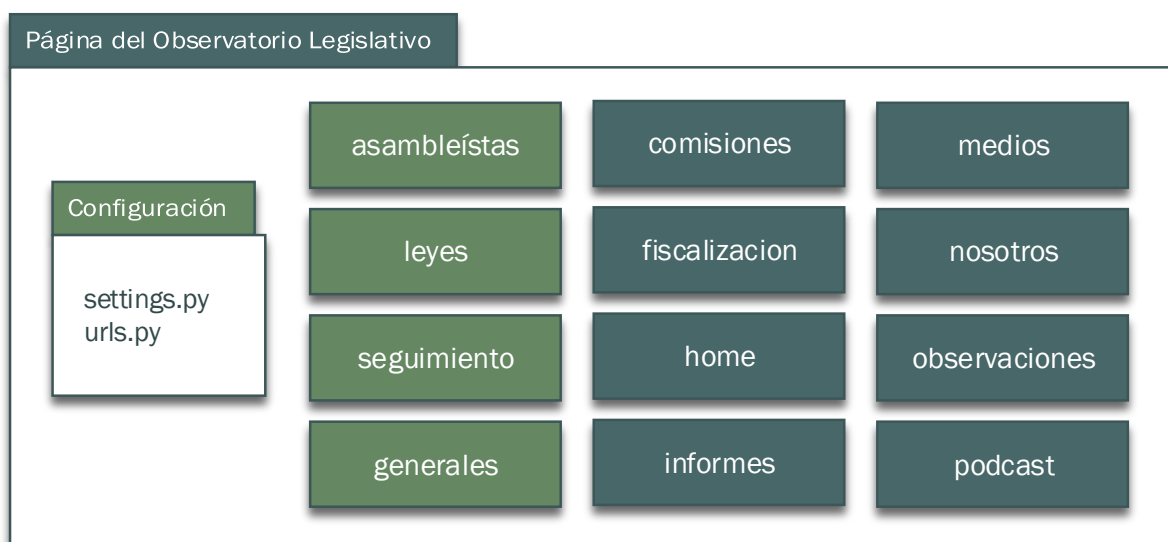 Página del Observatorio Legislativo
Configuración
settings.py
urls.py
asambleístas
comisiones
medios
leyes
fiscalizacion
nosotros
seguimiento
home
observaciones
generales
informes
podcast